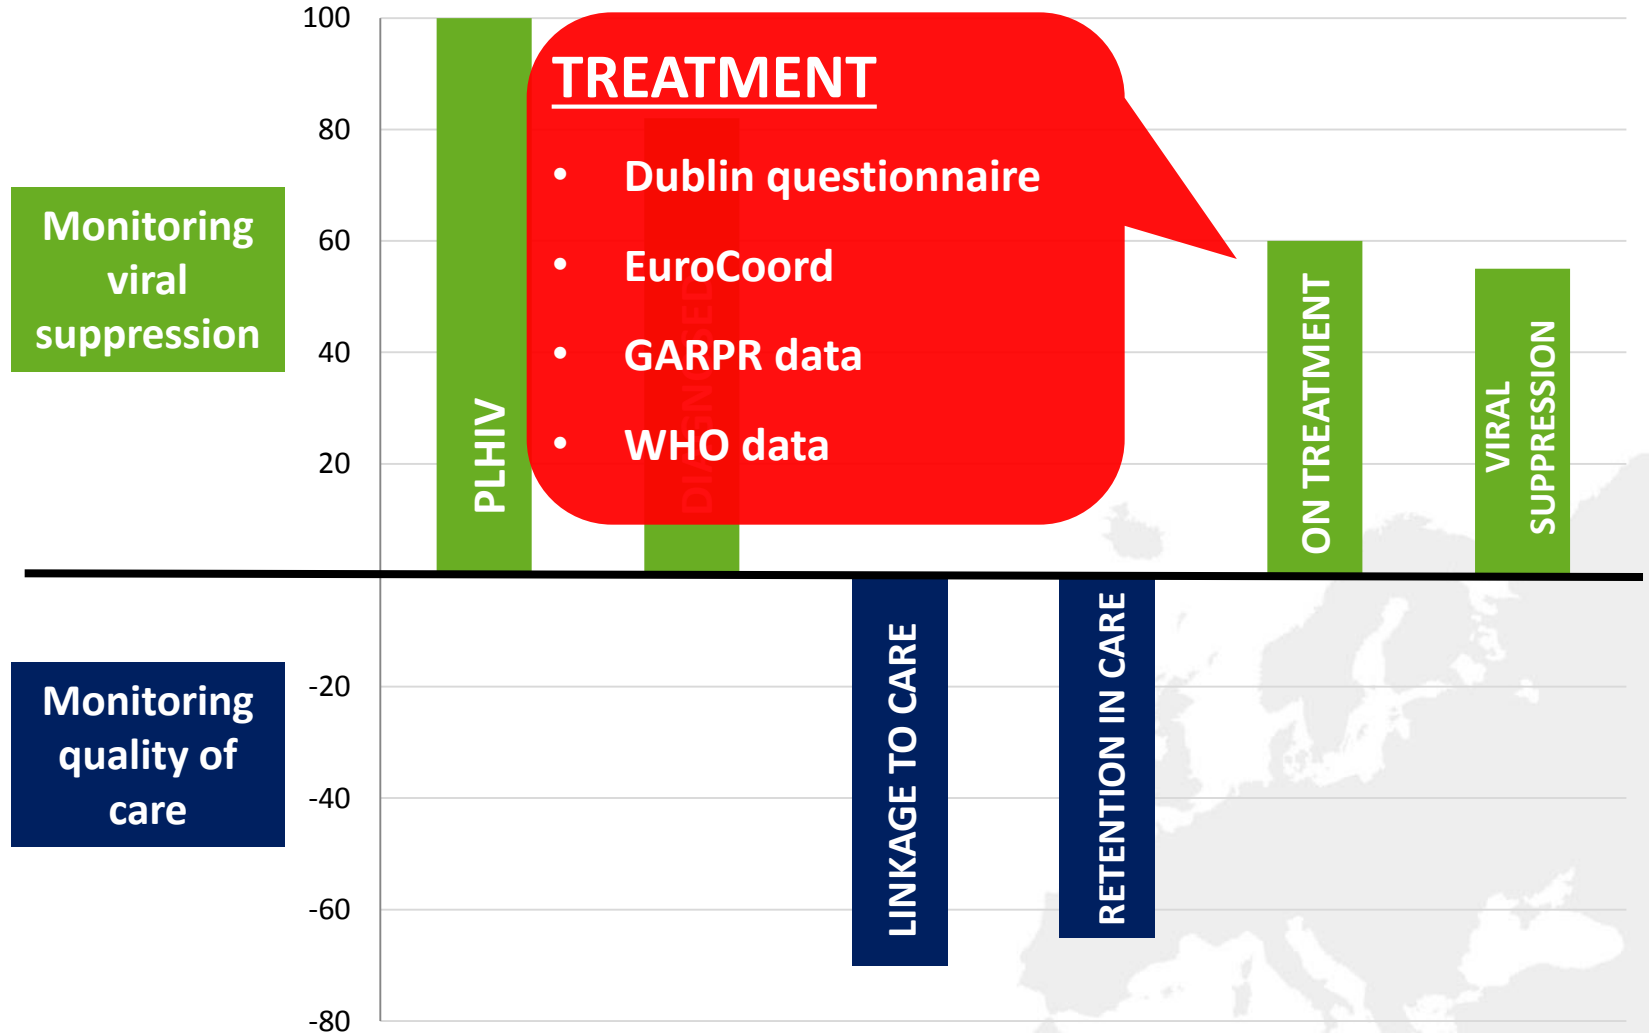 100
80
60
40
20
-20
-40
-60
-80
Monitoring
viral
suppression
Monitoring
quality of
care
TREATMENT
• Dublin questionnaire
• EuroCoord
• GARPR data
• WHO data
PLHIV
DIAGNOSED
LINKAGE TO CARE
RETENTION IN CARE
ON TREATMENT
VIRAL
SUPPRESSION